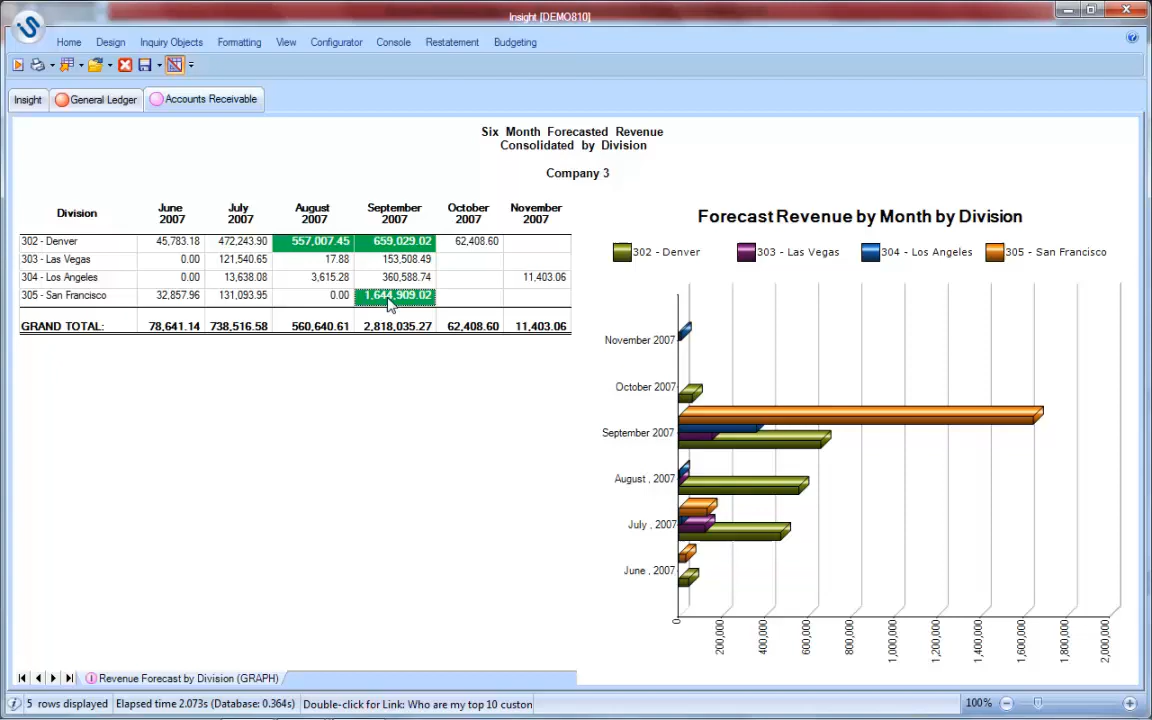 Insight [DEMO810]
Home Design Inquiry Objects Formatting View Configurator Console Restatement Budgeting
Insight General Ledger Accounts Receivable
Six Month Forecasted Revenue
Consolidated by Division
Company 3
Division June 2007 July 2007 August 2007 September 2007 October 2007 November 2007
302 - Denver 45,783.18 472,243.90 557,007.45 659,029.02 62,408.60
303 - Las Vegas 0.00 121,540.65 17.88 153,508.49
304 - Los Angeles 0.00 13,638.08 3,615.28 360,588.74 11,403.06
305 - San Francisco 32,857.96 131,093.95 0.00 1,644,909.02
GRAND TOTAL: 78,641.14 738,516.58 560,640.61 2,818,035.27 62,408.60 11,403.06
Forecast Revenue by Month by Division
302 - Denver 303 - Las Vegas 304 - Los Angeles 305 - San Francisco
November 2007
October 2007
September 2007
August , 2007
July , 2007
June , 2007
0 200,000 400,000 600,000 800,000 1,000,000 1,200,000 1,400,000 1,600,000 1,800,000 2,000,000
Revenue Forecast by Division (GRAPH)
5 rows displayed Elapsed time 2.073s (Database: 0.364s) Double-click for Link: Who are my top 10 custon 100%